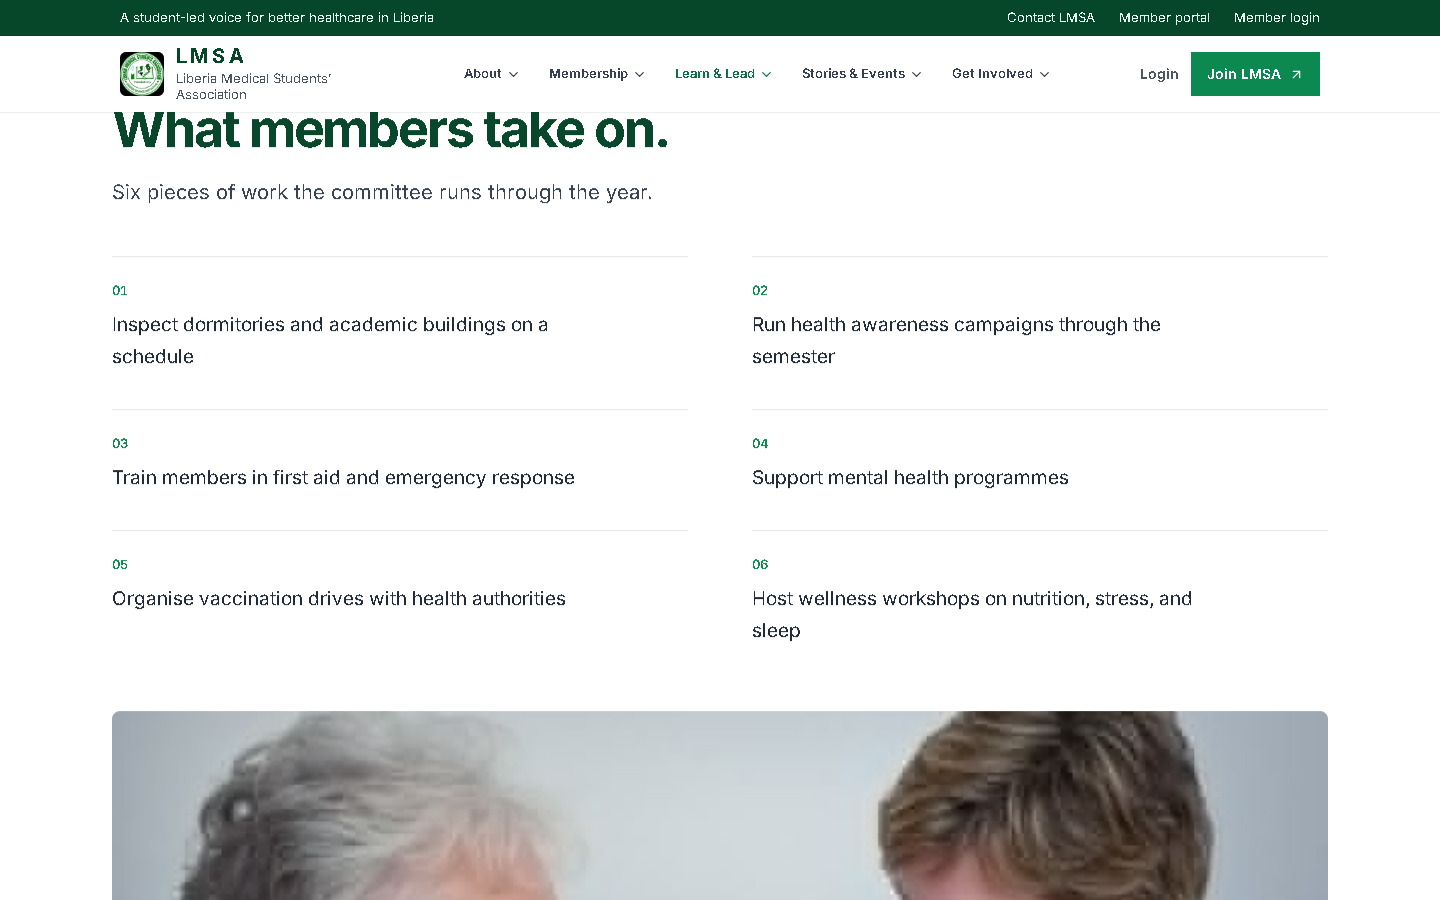 A student-led voice for better healthcare in Liberia
Contact LMSA Member portal Member login
LMSA
Liberia Medical Students'
Association
About Membership Learn & Lead Stories & Events Get Involved Login Join LMSA
What members take on.
Six pieces of work the committee runs through the year.
01
Inspect dormitories and academic buildings on a
schedule
02
Run health awareness campaigns through the
semester
03
Train members in first aid and emergency response
04
Support mental health programmes
05
Organise vaccination drives with health authorities
06
Host wellness workshops on nutrition, stress, and
sleep